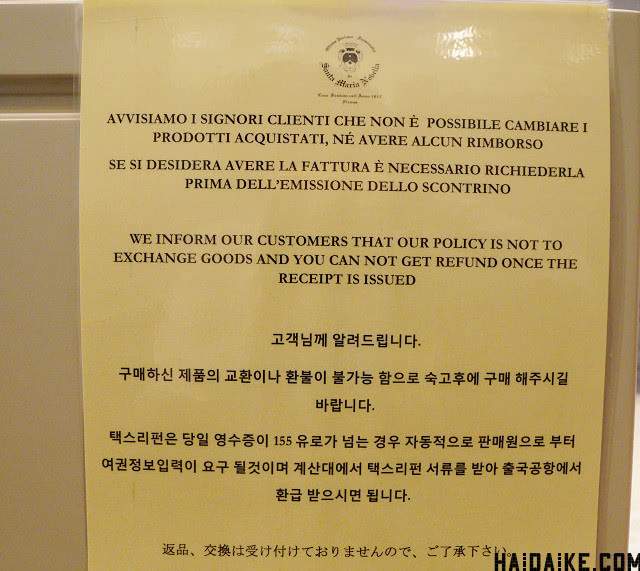 Santa Maria Novella
AVVISIAMO I SIGNORI CLIENTI CHE NON È POSSIBILE CAMBIARE I
PRODOTTI ACQUISTATI, NÉ AVERE ALCUN RIMBORSO
SE SI DESIDERA AVERE LA FATTURA È NECESSARIO RICHIEDERLA
PRIMA DELL'EMISSIONE DELLO SCONTRINO
WE INFORM OUR CUSTOMERS THAT OUR POLICY IS NOT TO
EXCHANGE GOODS AND YOU CAN NOT GET REFUND ONCE THE
RECEIPT IS ISSUED
고객님께 알려드립니다.
구매하신 제품의 교환이나 환불이 불가능 함으로 숙고후에 구매 해주시길
바랍니다.
택스리펀은 당일 영수증이 155 유로가 넘는 경우 자동적으로 판매원으로 부터
여권정보입력이 요구 될것이며 계산대에서 택스리펀 서류를 받아 출국공항에서
환급 받으시면 됩니다.
返品、交換は受け付けておりませんので、ご了承下さい。
HAIDAIKE.COM